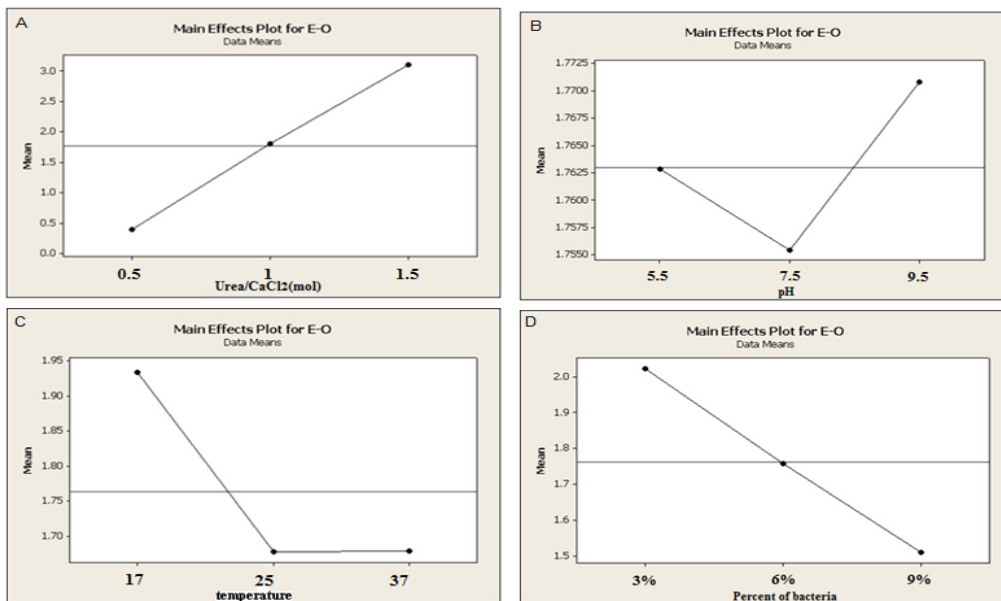 A
Main Effects Plot for E-O
Data Means
Mean
3.0
2.5
2.0
1.5
1.0
0.5
0.0
0.5 1 1.5
Urea/CaCl2(mol)
B
Main Effects Plot for E-O
Data Means
Mean
1.7725
1.7700
1.7675
1.7650
1.7625
1.7600
1.7575
1.7550
5.5 7.5 9.5
pH
C
Main Effects Plot for E-O
Data Means
Mean
1.95
1.90
1.85
1.80
1.75
1.70
17 25 37
temperature
D
Main Effects Plot for E-O
Data Means
Mean
2.0
1.9
1.8
1.7
1.6
1.5
3% 6% 9%
Percent of bacteria